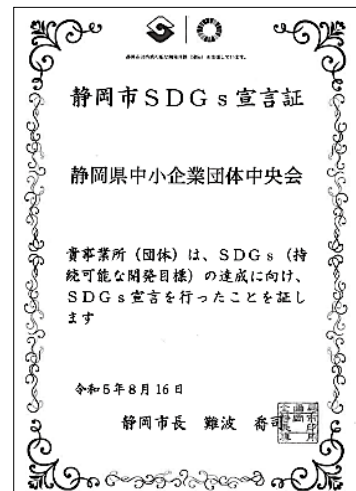 静岡市SDGs宣言証
静岡県中小企業団体中央会
貴事業所（団体）は、SDGs（持
続可能な開発目標）の達成に向け、
SDGs宣言を行ったことを証し
ます
令和5年8月16日
静岡市長 難波 喬司